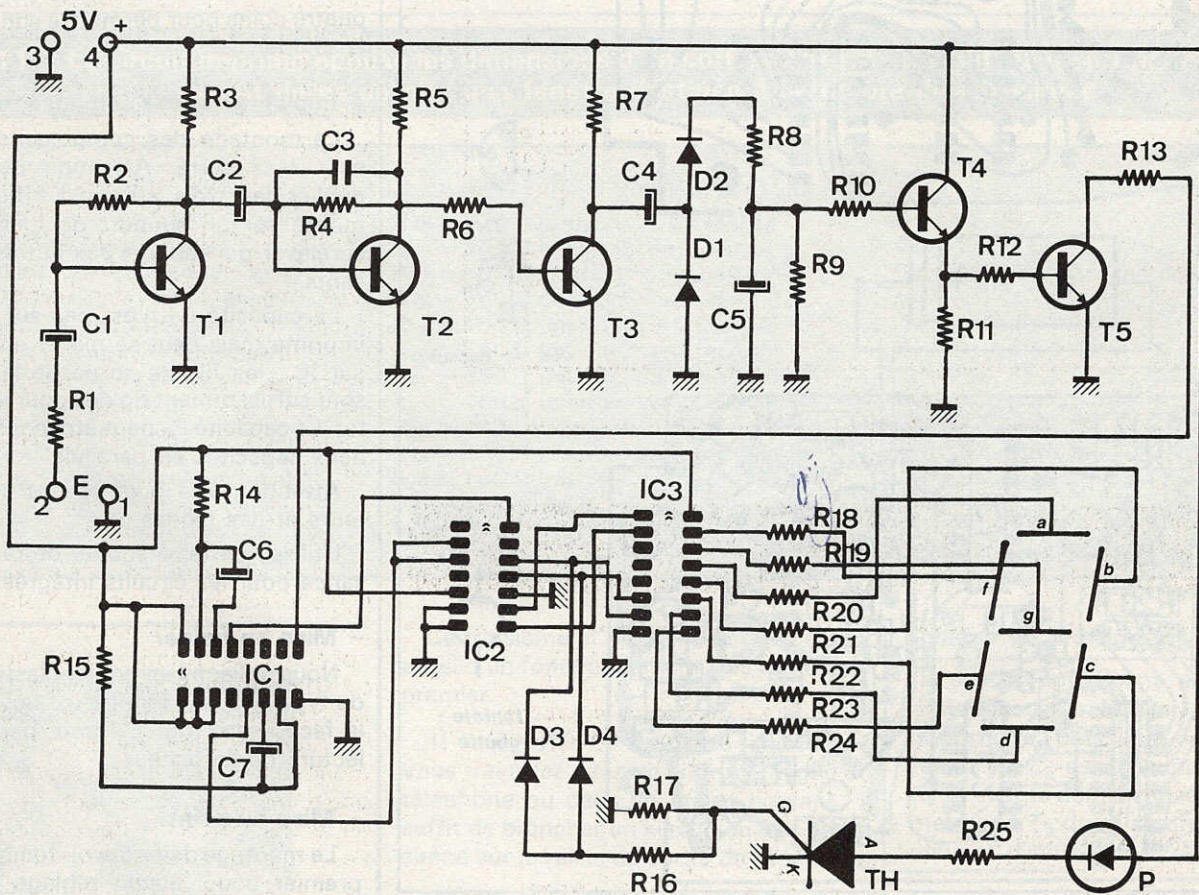 5V
+
3
4
R3
R5
R7
R8
R13
R2
C2
C3
C4
D2
R10
T4
R4
R6
D1
R9
R12
C1
T1
T2
T3
C5
R11
T5
R1
2
E
1
R14
IC3
C6
R18
R19
a
b
f
g
R20
R15
IC1
IC2
R21
R22
e
c
R23
d
D3
D4
R24
C7
R17
G
A
R25
R16
K
TH
P